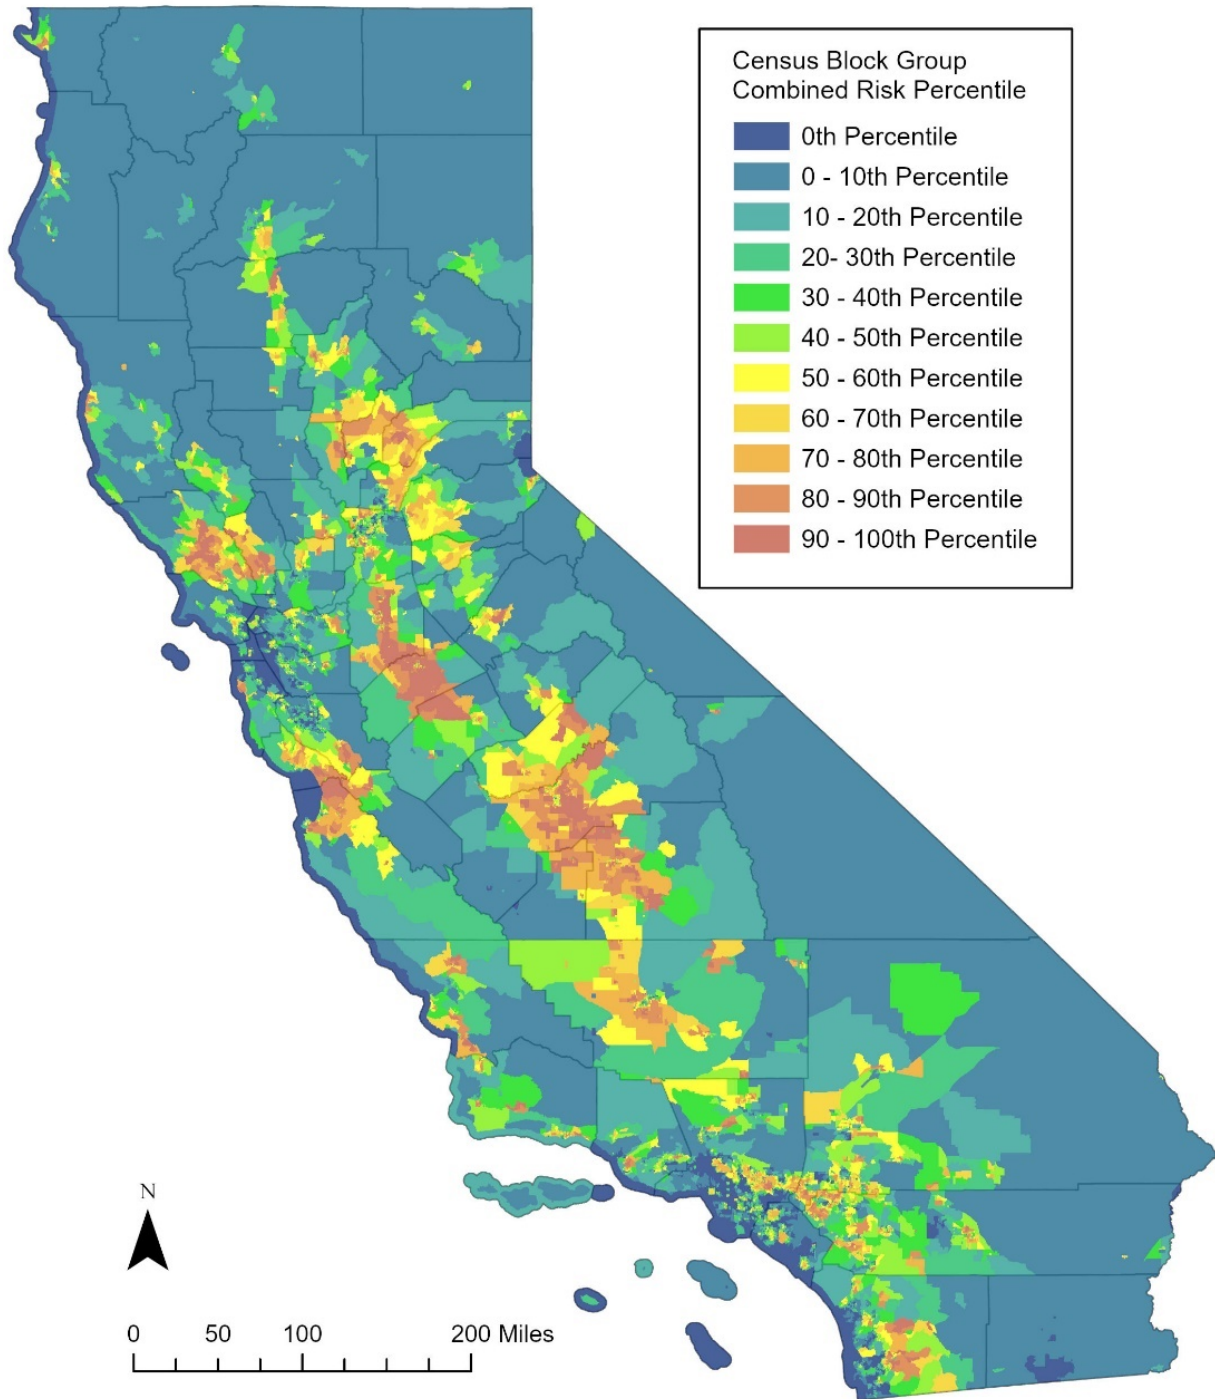 Census Block Group
Combined Risk Percentile
0th Percentile
0 - 10th Percentile
10 - 20th Percentile
20- 30th Percentile
30 - 40th Percentile
40 - 50th Percentile
50 - 60th Percentile
60 - 70th Percentile
70 - 80th Percentile
80 - 90th Percentile
90 - 100th Percentile
N
0 50 100 200 Miles